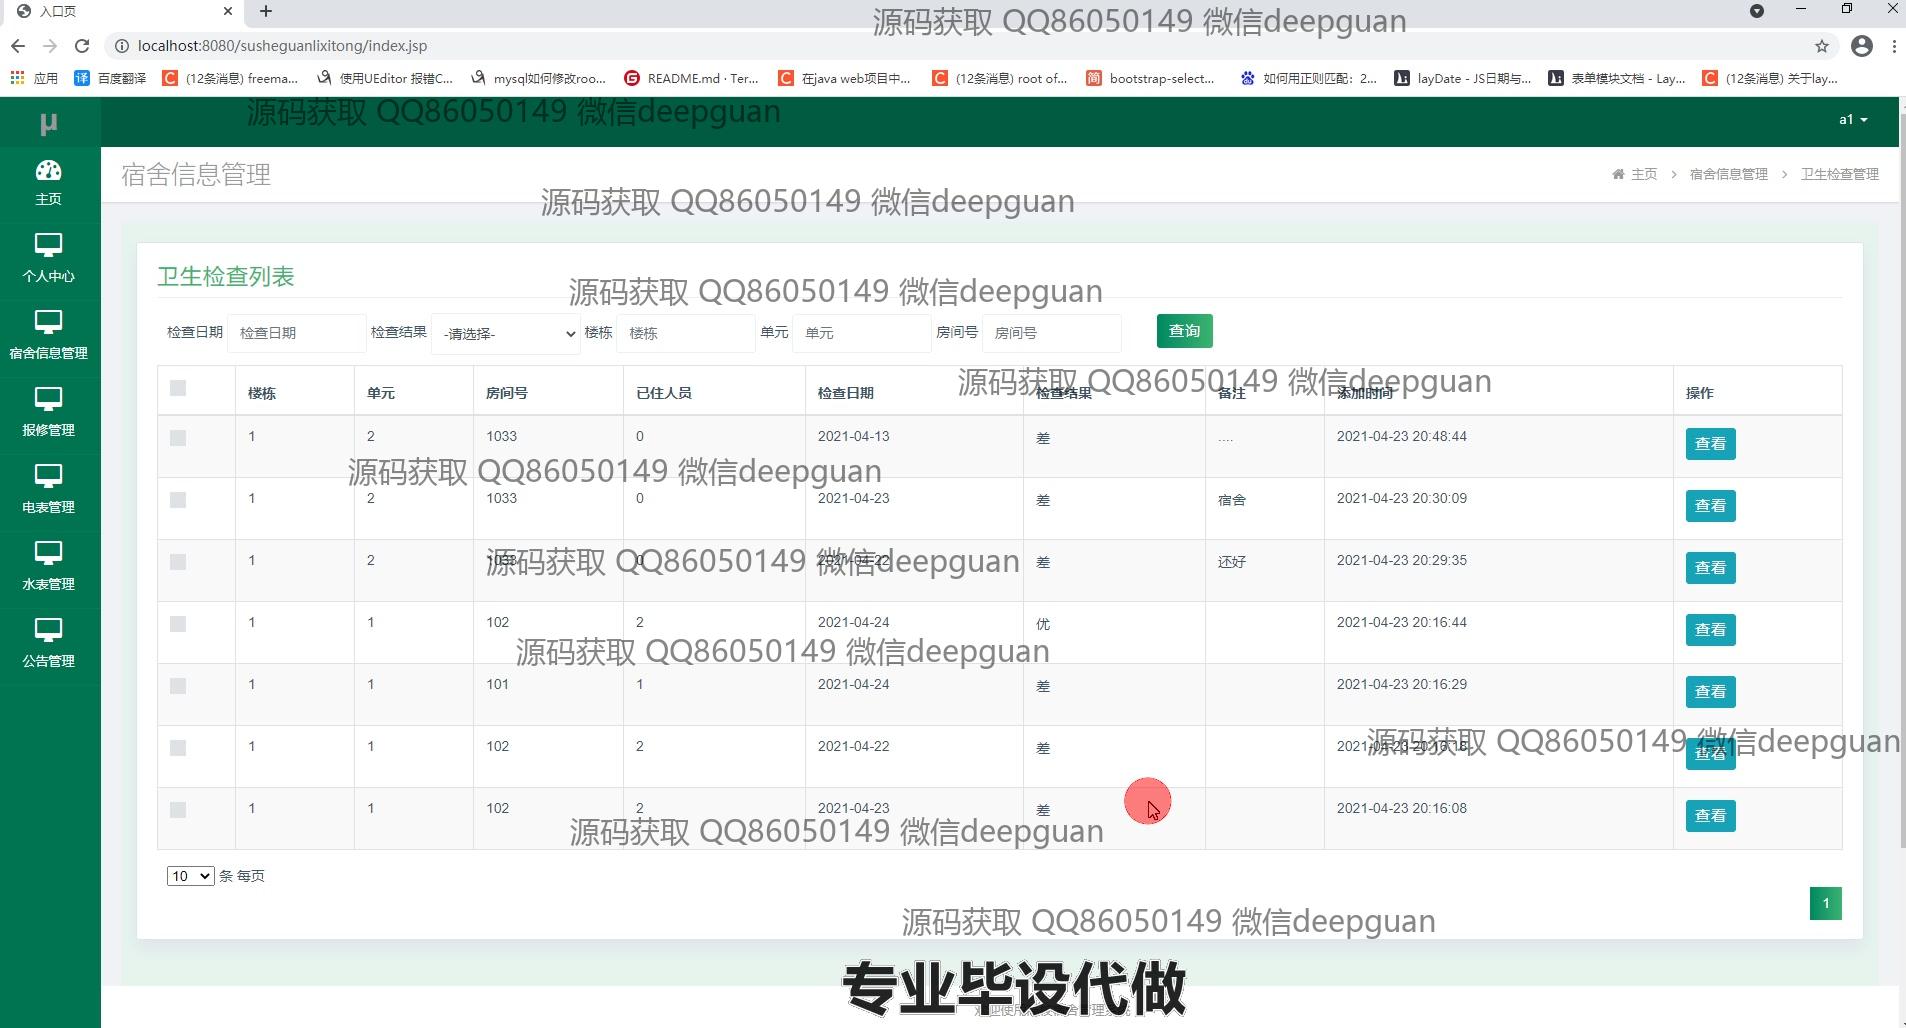 入口页
源码获取 QQ86050149 微信deepguan
localhost:8080/susheguanlixitong/index.jsp
应用 百度翻译 (12条消息) freema... 使用UEditor 报错C... mysql如何修改roo... README.md · Ter... 在java web项目中... (12条消息) root of... bootstrap-select... 如何用正则匹配：2... layDate - JS日期与... 表单模块文档 - Lay... (12条消息) 关于lay...
源码获取 QQ86050149 微信deepguan
μ
a1
主页
个人中心
宿舍信息管理
报修管理
电表管理
水表管理
公告管理
宿舍信息管理
主页 > 宿舍信息管理 > 卫生检查管理
源码获取 QQ86050149 微信deepguan
卫生检查列表
源码获取 QQ86050149 微信deepguan
检查日期 检查日期 检查结果 -请选择- 楼栋 楼栋 单元 单元 房间号 房间号 查询
源码获取 QQ86050149 微信deepguan
楼栋 单元 房间号 已住人员 检查日期 检查结果 备注 添加时间 操作
1 2 1033 0 2021-04-13 差 .... 2021-04-23 20:48:44 查看
源码获取 QQ86050149 微信deepguan
1 2 1033 0 2021-04-23 差 宿舍 2021-04-23 20:30:09 查看
源码获取 QQ86050149 微信deepguan
1 2 1033 0 2021-04-22 差 还好 2021-04-23 20:29:35 查看
1 1 102 2 2021-04-24 优 2021-04-23 20:16:44 查看
源码获取 QQ86050149 微信deepguan
1 1 101 1 2021-04-24 差 2021-04-23 20:16:29 查看
源码获取 QQ86050149 微信deepguan
1 1 102 2 2021-04-22 差 2021-04-23 20:16:18 查看
1 1 102 2 2021-04-23 差 2021-04-23 20:16:08 查看
源码获取 QQ86050149 微信deepguan
10 条 每页
1
源码获取 QQ86050149 微信deepguan
专业毕设代做